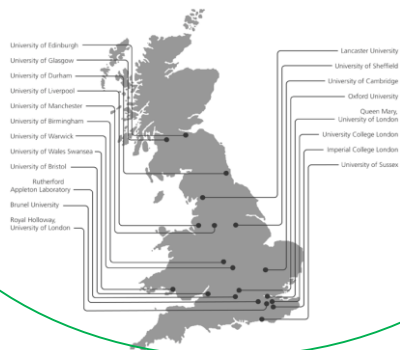 University of Edinburgh
University of Glasgow
University of Durham
University of Liverpool
University of Manchester
University of Birmingham
University of Warwick
University of Wales Swansea
University of Bristol
Rutherford
Appleton Laboratory
Brunel University
Royal Holloway,
University of London
Lancaster University
University of Sheffield
University of Cambridge
Oxford University
Queen Mary,
University of London
University College London
Imperial College London
University of Sussex